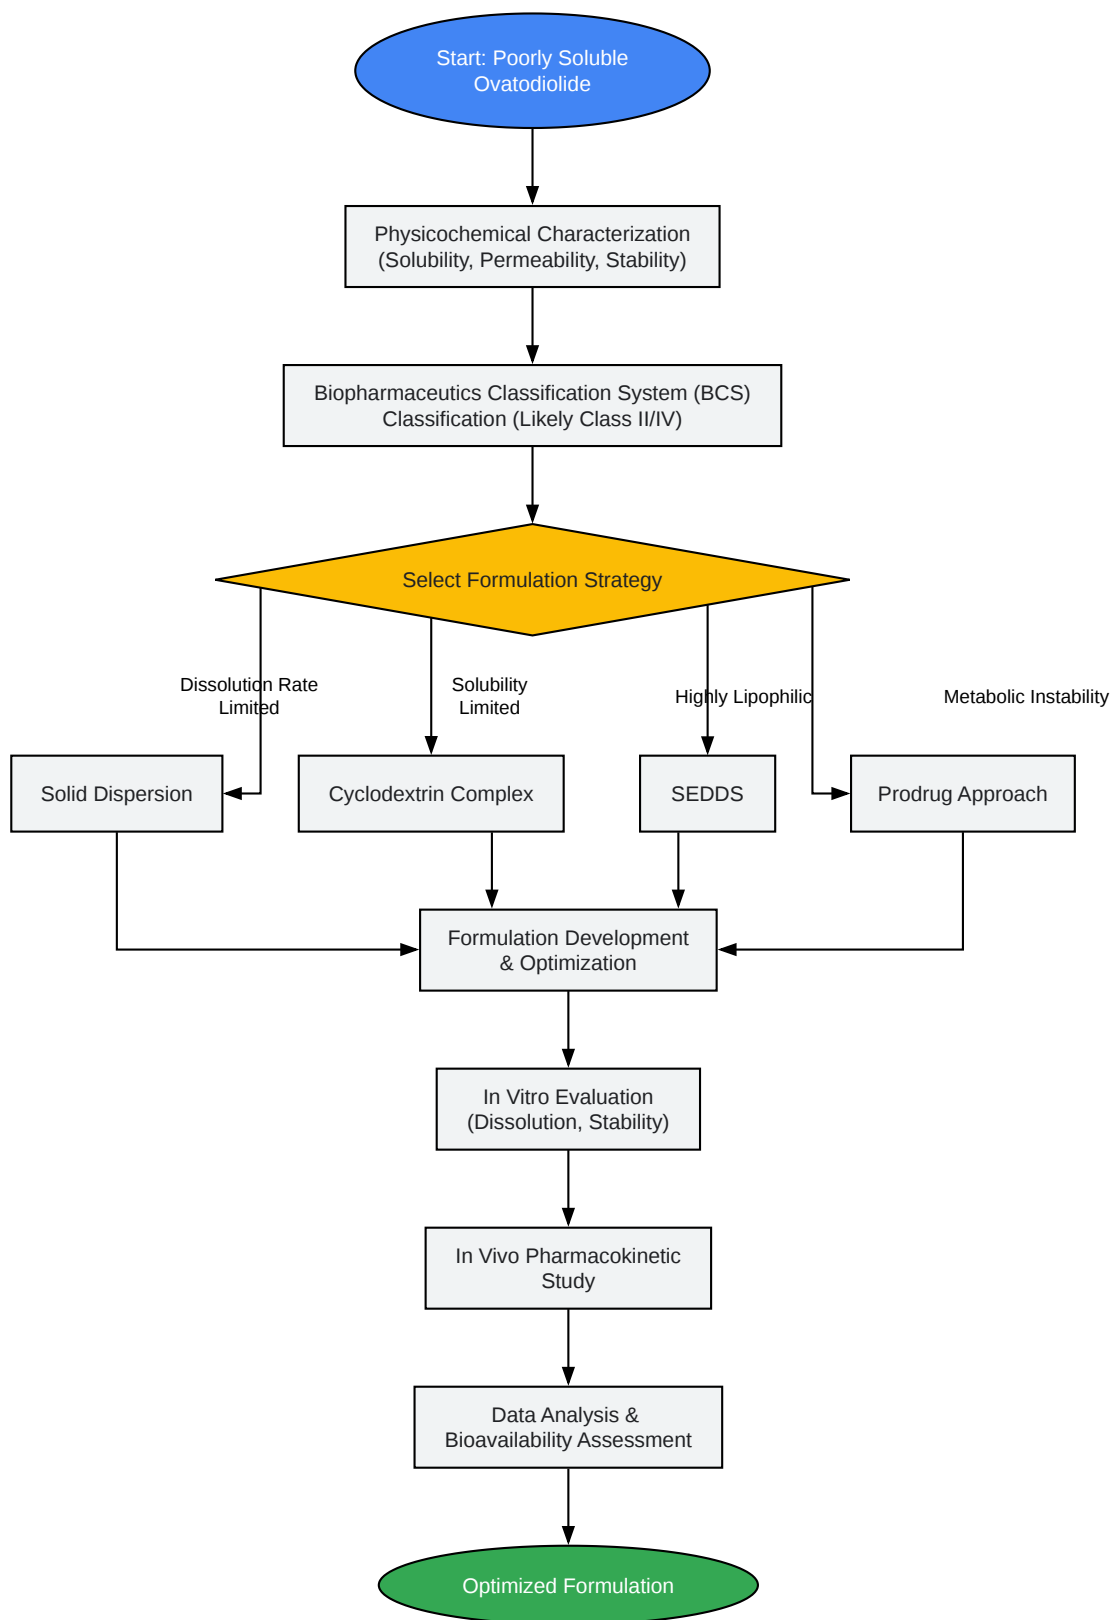 Start: Poorly Soluble
Ovatodiolide
Physicochemical Characterization
(Solubility, Permeability, Stability)
Biopharmaceutics Classification System (BCS)
Classification (Likely Class II/IV)
Select Formulation Strategy
Dissolution Rate
Limited
Solubility
Limited
Highly Lipophilic
Metabolic Instability
Solid Dispersion
Cyclodextrin Complex
SEDDS
Prodrug Approach
Formulation Development
& Optimization
In Vitro Evaluation
(Dissolution, Stability)
In Vivo Pharmacokinetic
Study
Data Analysis &
Bioavailability Assessment
Optimized Formulation